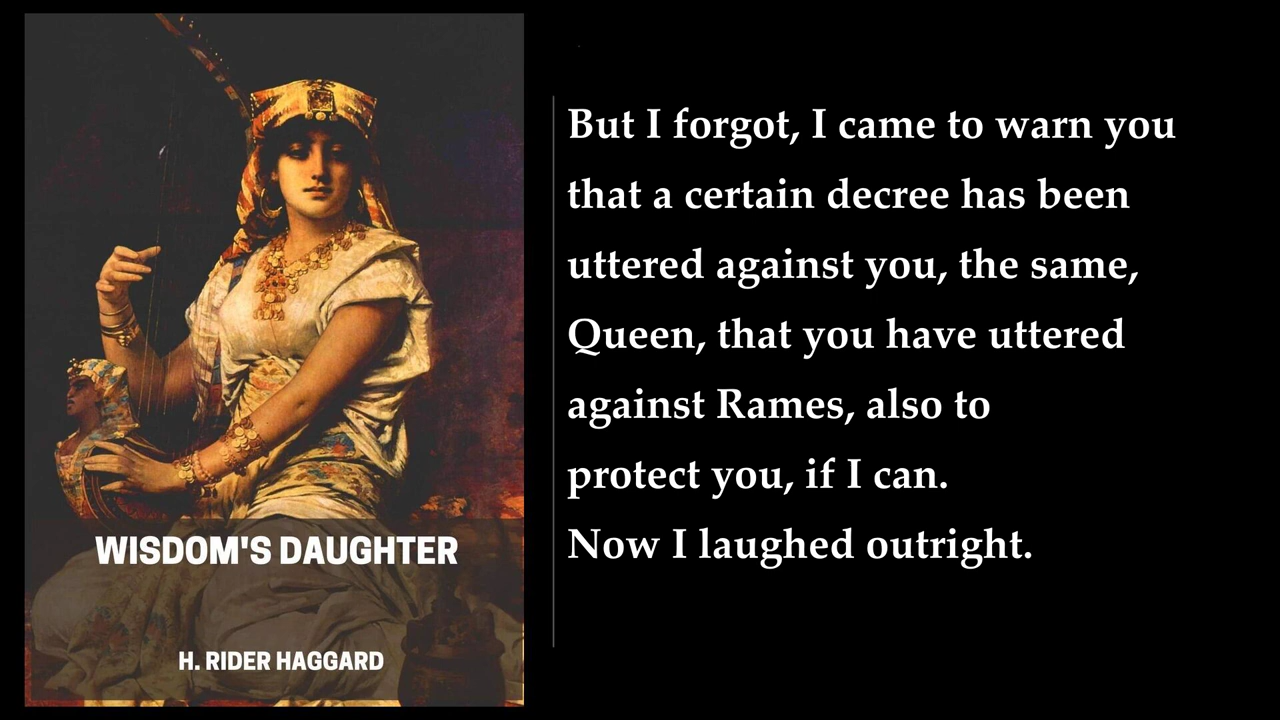 WISDOM'S DAUGHTER
H. RIDER HAGGARD
But I forgot, I came to warn you
that a certain decree has been
uttered against you, the same,
Queen, that you have uttered
against Rames, also to
protect you, if I can.
Now I laughed outright.